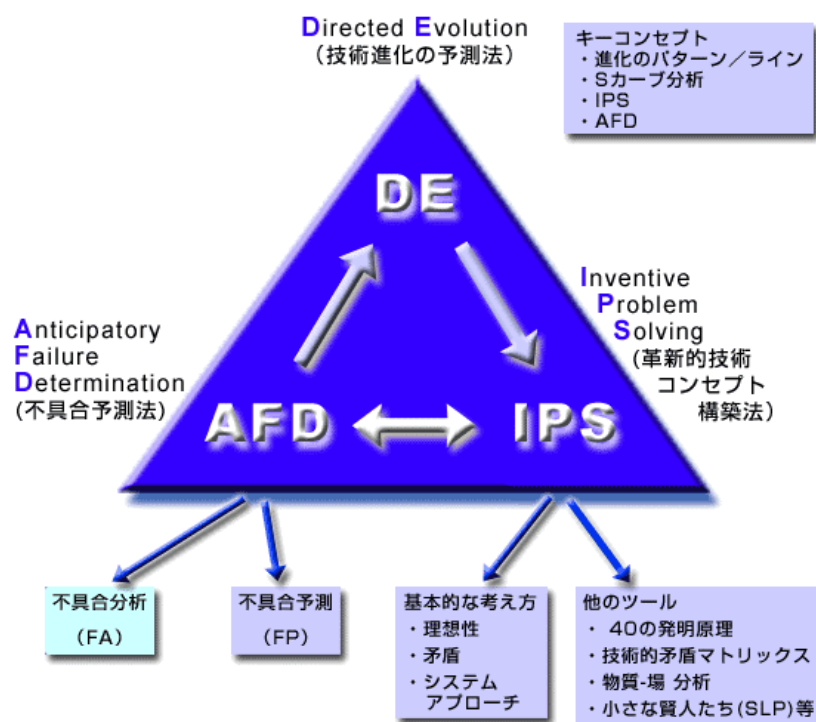 Directed Evolution
(技術進化の予測法)
キーコンセプト
・進化のパターン／ライン
・Sカーブ分析
・IPS
・AFD
DE
Inventive
Problem
Solving
(革新的技術
コンセプト
構築法)
Anticipatory
Failure
Determination
(不具合予測法)
AFD
IPS
不具合分析
(FA)
不具合予測
(FP)
基本的な考え方
・理想性
・矛盾
・システム
アプローチ
他のツール
・ 40の発明原理
・技術的矛盾マトリックス
・物質-場 分析
・小さな賢人たち(SLP)等